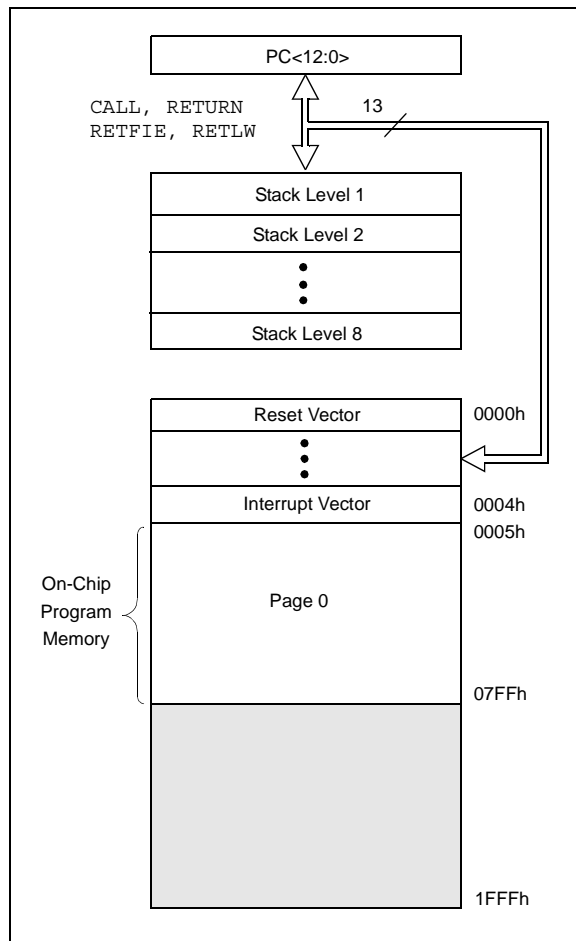 PC<12:0>
CALL, RETURN
RETFIE, RETLW
13
Stack Level 1
Stack Level 2
Stack Level 8
Reset Vector
0000h
Interrupt Vector
0004h
0005h
On-Chip
Program
Memory
Page 0
07FFh
1FFFh